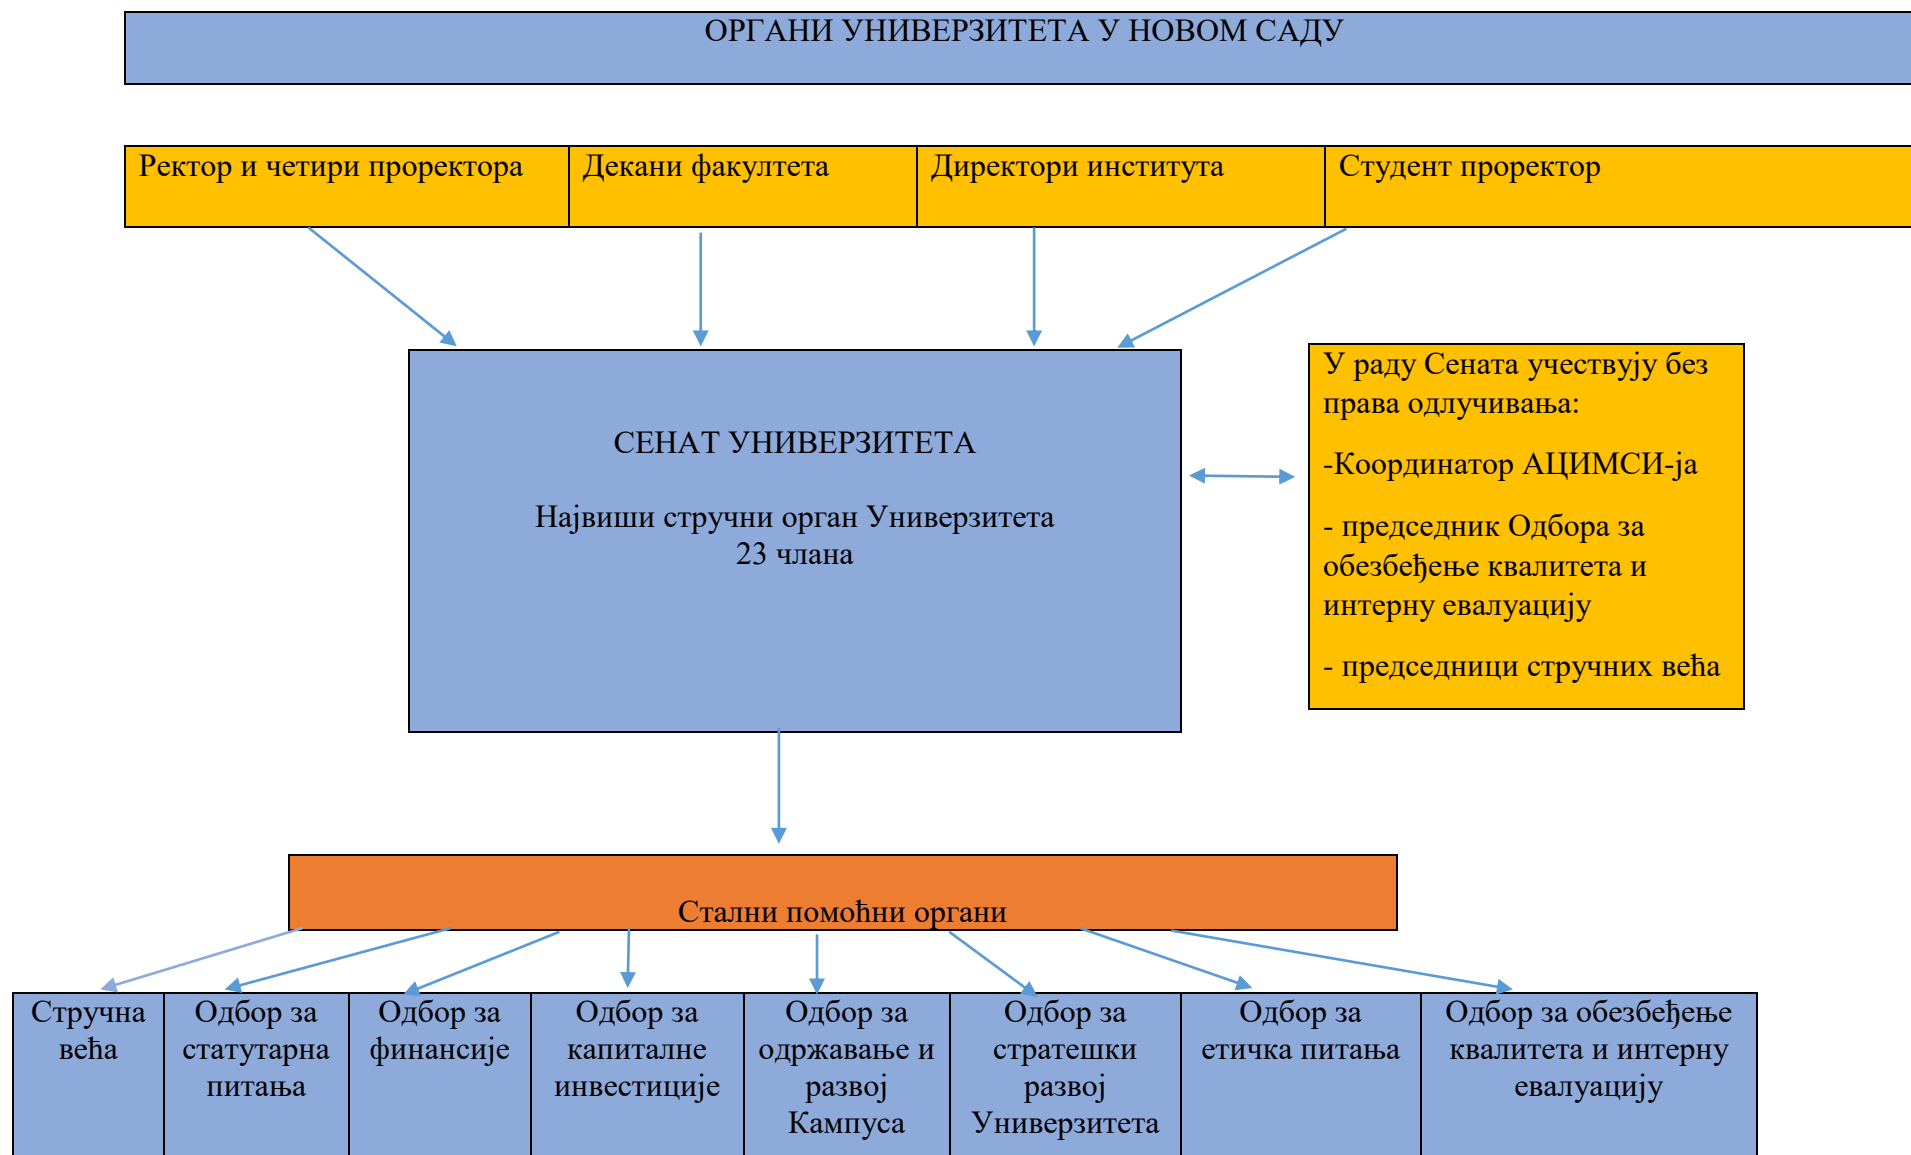 ОРГАНИ УНИВЕРЗИТЕТА У НОВОМ САДУ
Ректор и четири проректора
Декани факултета
Директори института
Студент проректор
СЕНАТ УНИВЕРЗИТЕТА
Највиши стручни орган Универзитета
23 члана
У раду Сената учествују без
права одлучивања:
-Координатор АЦИМСИ-ја
- председник Одбора за
обезбеђење квалитета и
интерну евалуацију
- председници стручних већа
Стални помоћни органи
Стручна
већа
Одбор за
статутарна
питања
Одбор за
финансије
Одбор за
капиталне
инвестиције
Одбор за
одржавање и
развој
Кампуса
Одбор за
стратешки
развој
Универзитета
Одбор за
етичка питања
Одбор за обезбеђење
квалитета и интерну
евалуацију